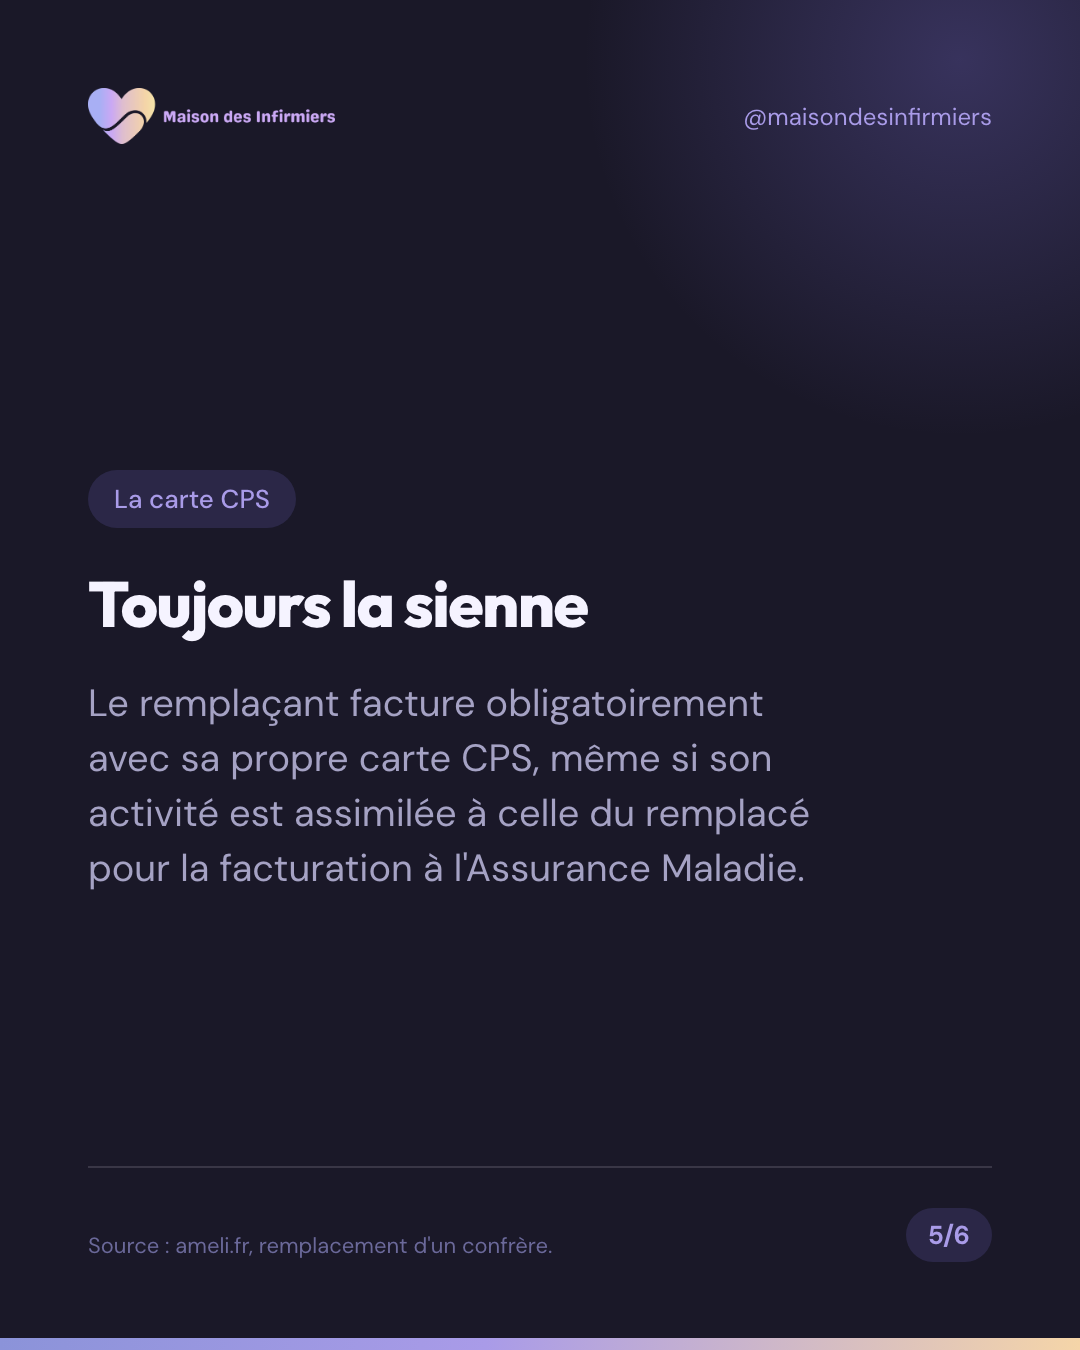 Maison des Infirmiers
@maisondesinfirmiers
La carte CPS
Toujours la sienne
Le remplaçant facture obligatoirement
avec sa propre carte CPS, même si son
activité est assimilée à celle du remplacé
pour la facturation à l'Assurance Maladie.
Source : ameli.fr, remplacement d'un confrère.
5/6